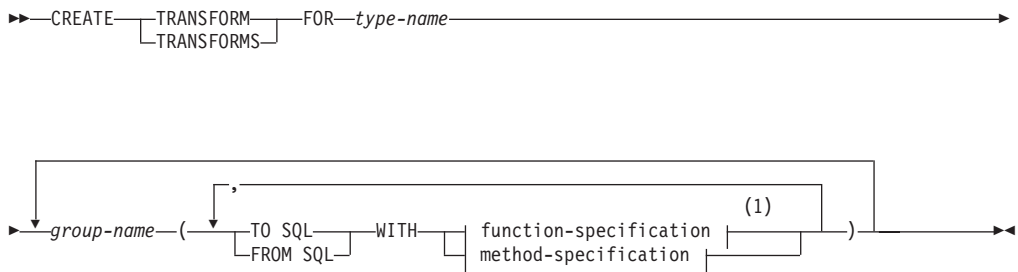 CREATE TRANSFORM FOR type-name
TRANSFORMS
,
(1)
group-name ( TO SQL WITH function-specification )
FROM SQL method-specification